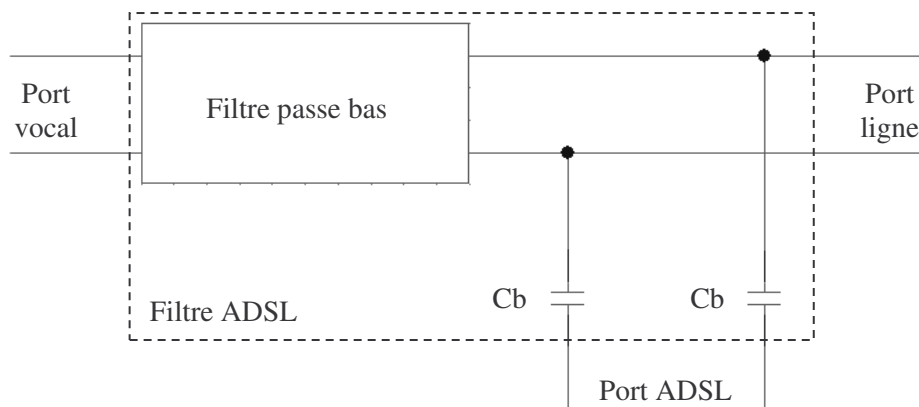 Port
vocal
Filtre passe bas
Port
ligne
Cb
Cb
Filtre ADSL
Port ADSL